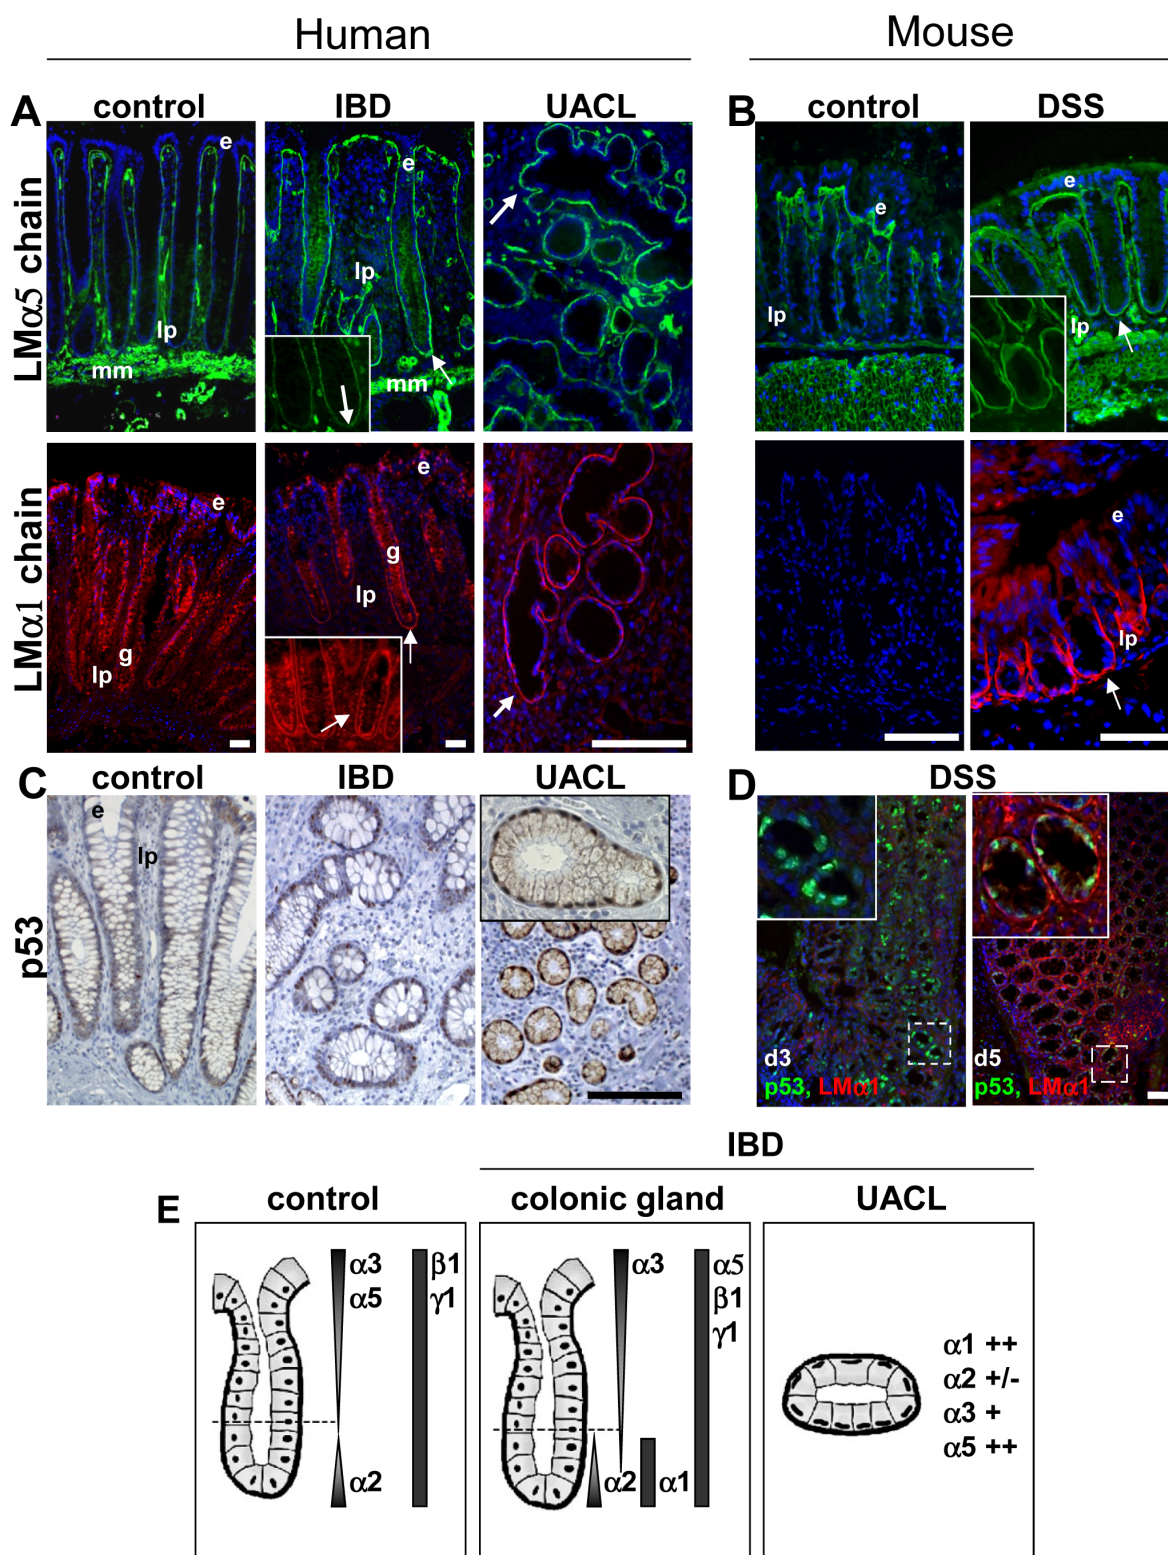 Human
Mouse
A
control
IBD
UACL
B
control
DSS
LMα5 chain
e
lp
mm
e
lp
mm
e
lp
e
lp
LMα1 chain
e
g
lp
e
g
lp
e
lp
C
control
IBD
UACL
D
DSS
p53
e
lp
d3
p53, LMα1
d5
p53, LMα1
IBD
E
control
colonic gland
UACL
α3
α5
β1
γ1
α2
α3
α5
β1
γ1
α2
α1
α1 ++
α2 +/-
α3 +
α5 ++